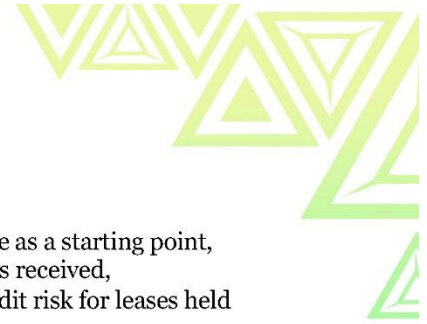 e as a starting point,
s received,
dit risk for leases held